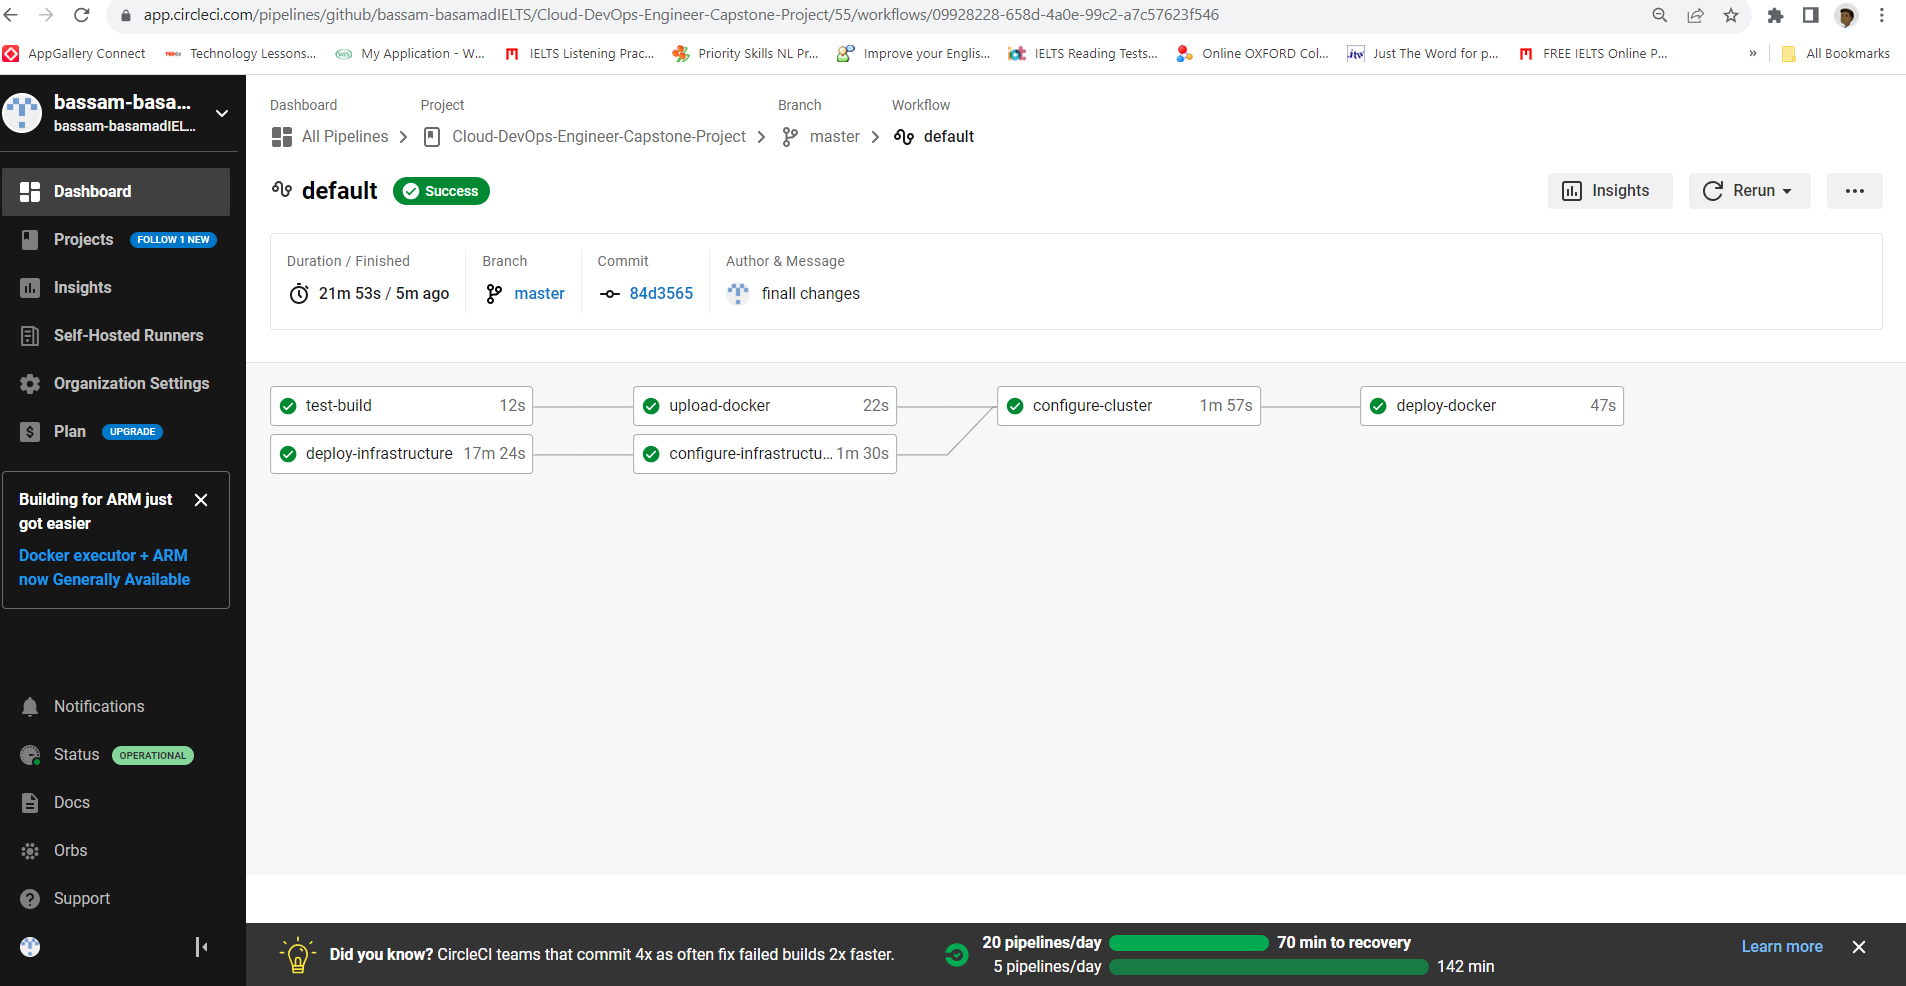 app.circleci.com/pipelines/github/bassam-basamadIELTS/Cloud-DevOps-Engineer-Capstone-Project/55/workflows/09928228-658d-4a0e-99c2-a7c57623f546
AppGallery Connect Technology Lessons... My Application - W... IELTS Listening Prac... Priority Skills NL Pr... Improve your Englis... IELTS Reading Tests... Online OXFORD Col... Just The Word for p... FREE IELTS Online P... » All Bookmarks
bassam-basa...
bassam-basamadIEL...
Dashboard
Projects FOLLOW 1 NEW
Insights
Self-Hosted Runners
Organization Settings
Plan UPGRADE
Building for ARM just
got easier
Docker executor + ARM
now Generally Available
Notifications
Status OPERATIONAL
Docs
Orbs
Support
Dashboard Project Branch Workflow
All Pipelines Cloud-DevOps-Engineer-Capstone-Project master default
default Success
Insights Rerun
Duration / Finished Branch Commit Author & Message
21m 53s / 5m ago master 84d3565 finall changes
test-build 12s upload-docker 22s configure-cluster 1m 57s deploy-docker 47s
deploy-infrastructure 17m 24s configure-infrastructu... 1m 30s
Did you know? CircleCI teams that commit 4x as often fix failed builds 2x faster.
20 pipelines/day 70 min to recovery
5 pipelines/day 142 min
Learn more